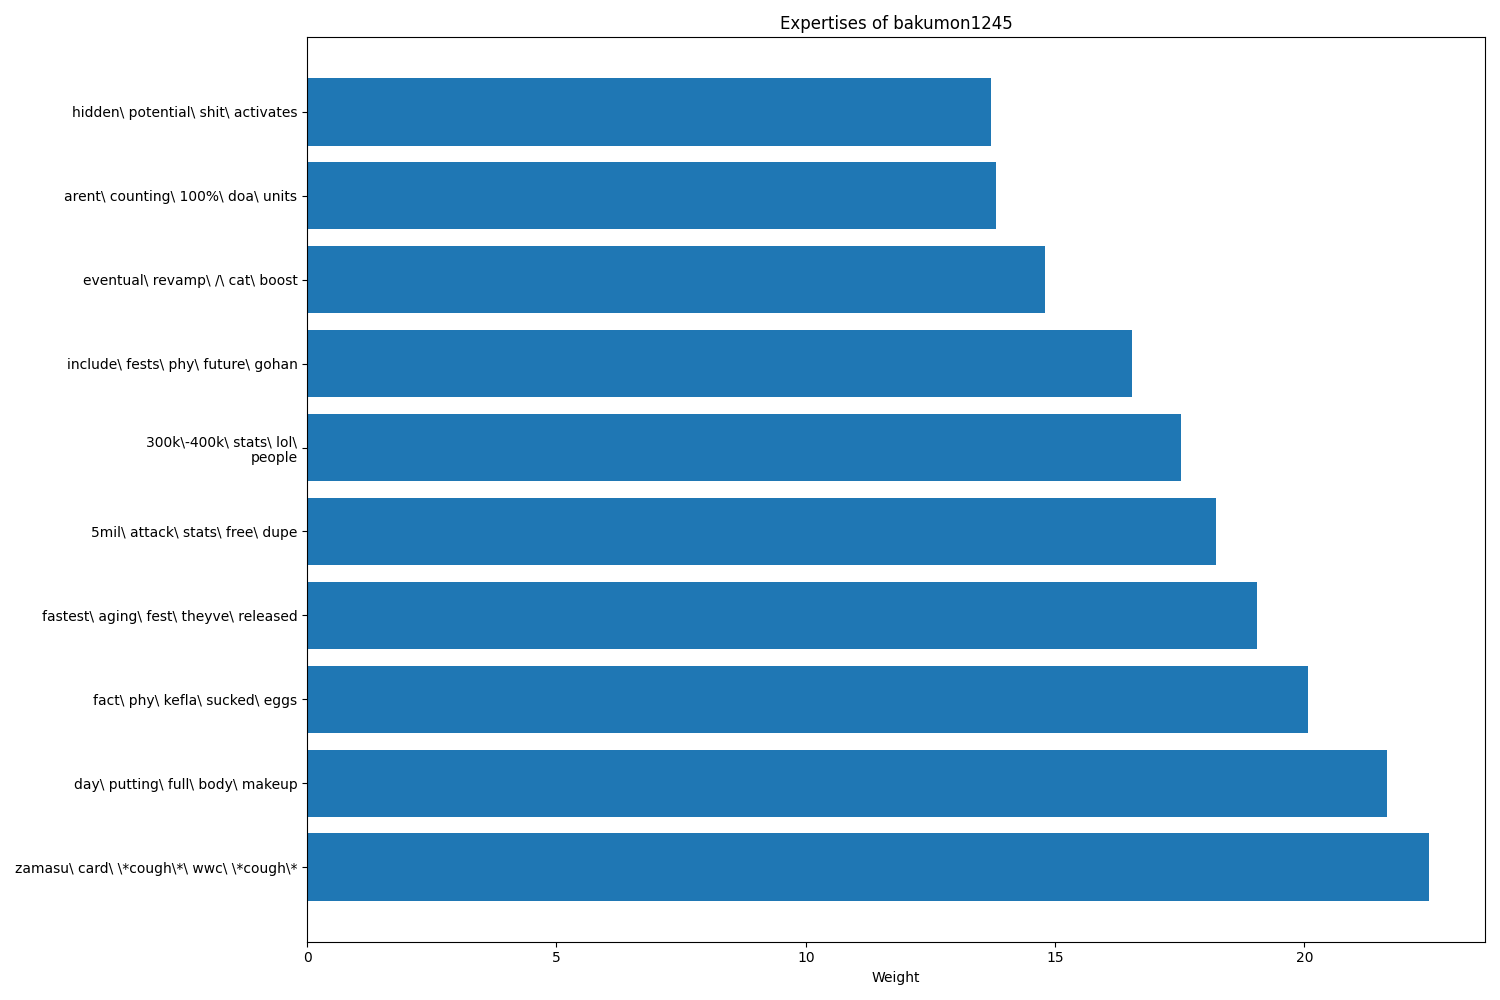 Expertises of bakumon1245
hidden\ potential\ shit\ activates
arent\ counting\ 100%\ doa\ units
eventual\ revamp\ /\ cat\ boost
include\ fests\ phy\ future\ gohan
300k\-400k\ stats\ lol\
people
5mil\ attack\ stats\ free\ dupe
fastest\ aging\ fest\ theyve\ released
fact\ phy\ kefla\ sucked\ eggs
day\ putting\ full\ body\ makeup
zamasu\ card\ \*cough\*\ wwc\ \*cough\*
0 5 10 15 20
Weight